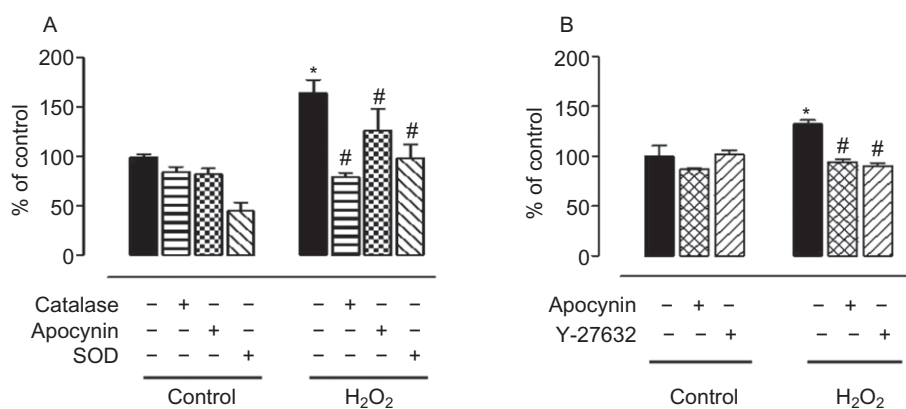 A
% of control
200
150
100
50
0
*
#
#
#
Catalase – + – – – + – –
Apocynin – – + – – – + –
SOD – – – + – – – +
Control H₂O₂
B
% of control
200
150
100
50
0
*
#
#
Apocynin – + – – + –
Y-27632 – – + – – +
Control H₂O₂